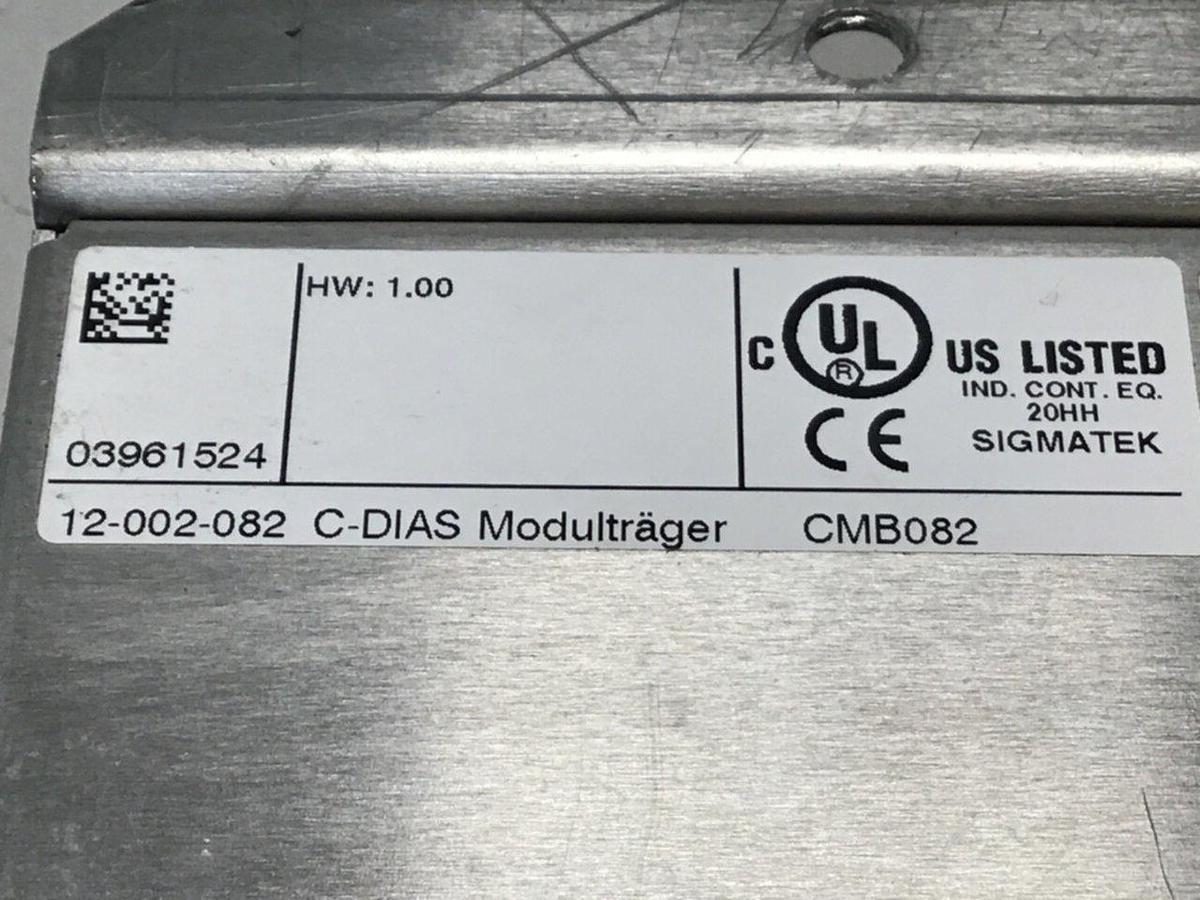 HW: 1.00
03961524
C UL® US LISTED
IND. CONT. EQ.
20HH
CE SIGMATEK
12-002-082 C-DIAS Modulträger CMB082